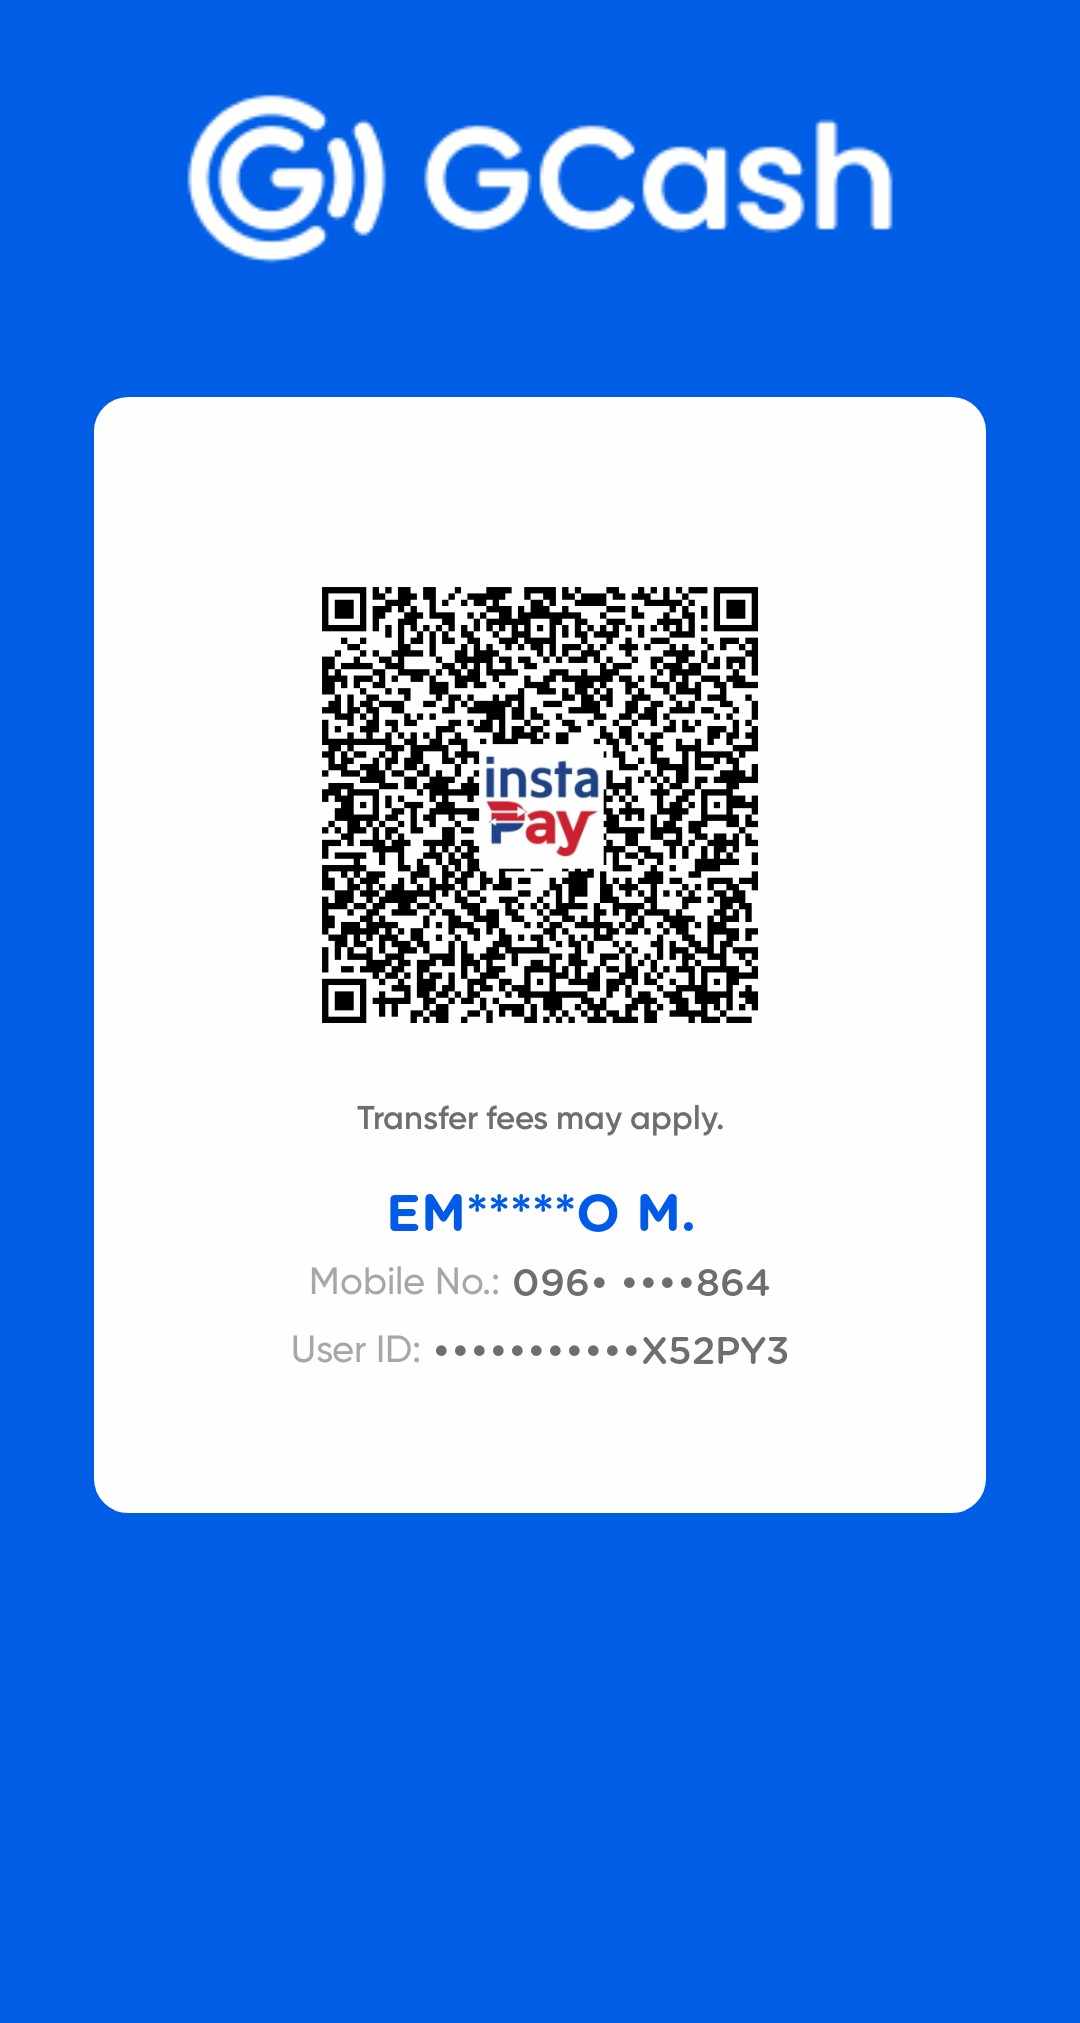 GCash
insta
Pay
Transfer fees may apply.
EM*****O M.
Mobile No.: 096• ••••864
User ID: •••••••••••X52PY3